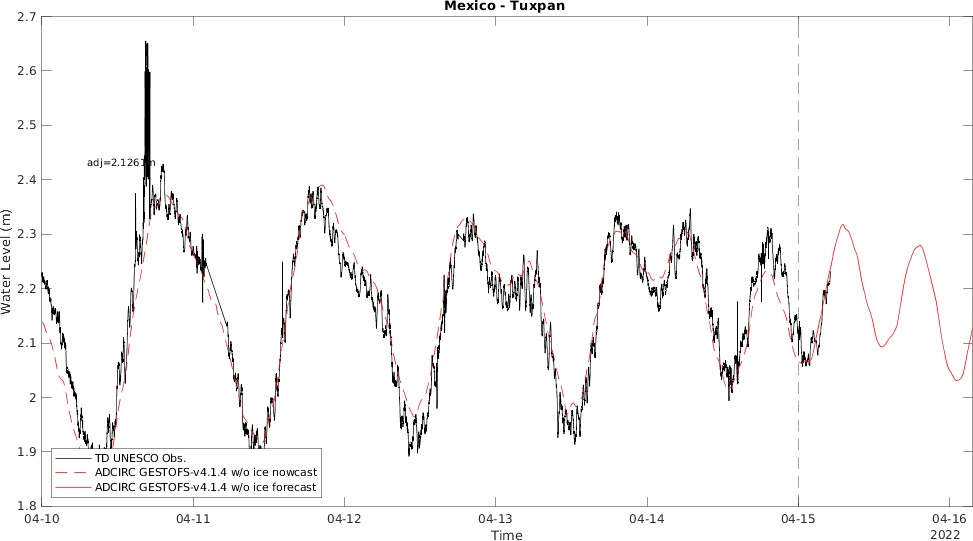 Mexico - Tuxpan
2.7
2.6
2.5
2.4
2.3
2.2
2.1
2
1.9
1.8
Water Level (m)
adj=2.1261m
TD UNESCO Obs.
ADCIRC GESTOFS-v4.1.4 w/o ice nowcast
ADCIRC GESTOFS-v4.1.4 w/o ice forecast
04-10 04-11 04-12 04-13 04-14 04-15 04-16
Time
2022